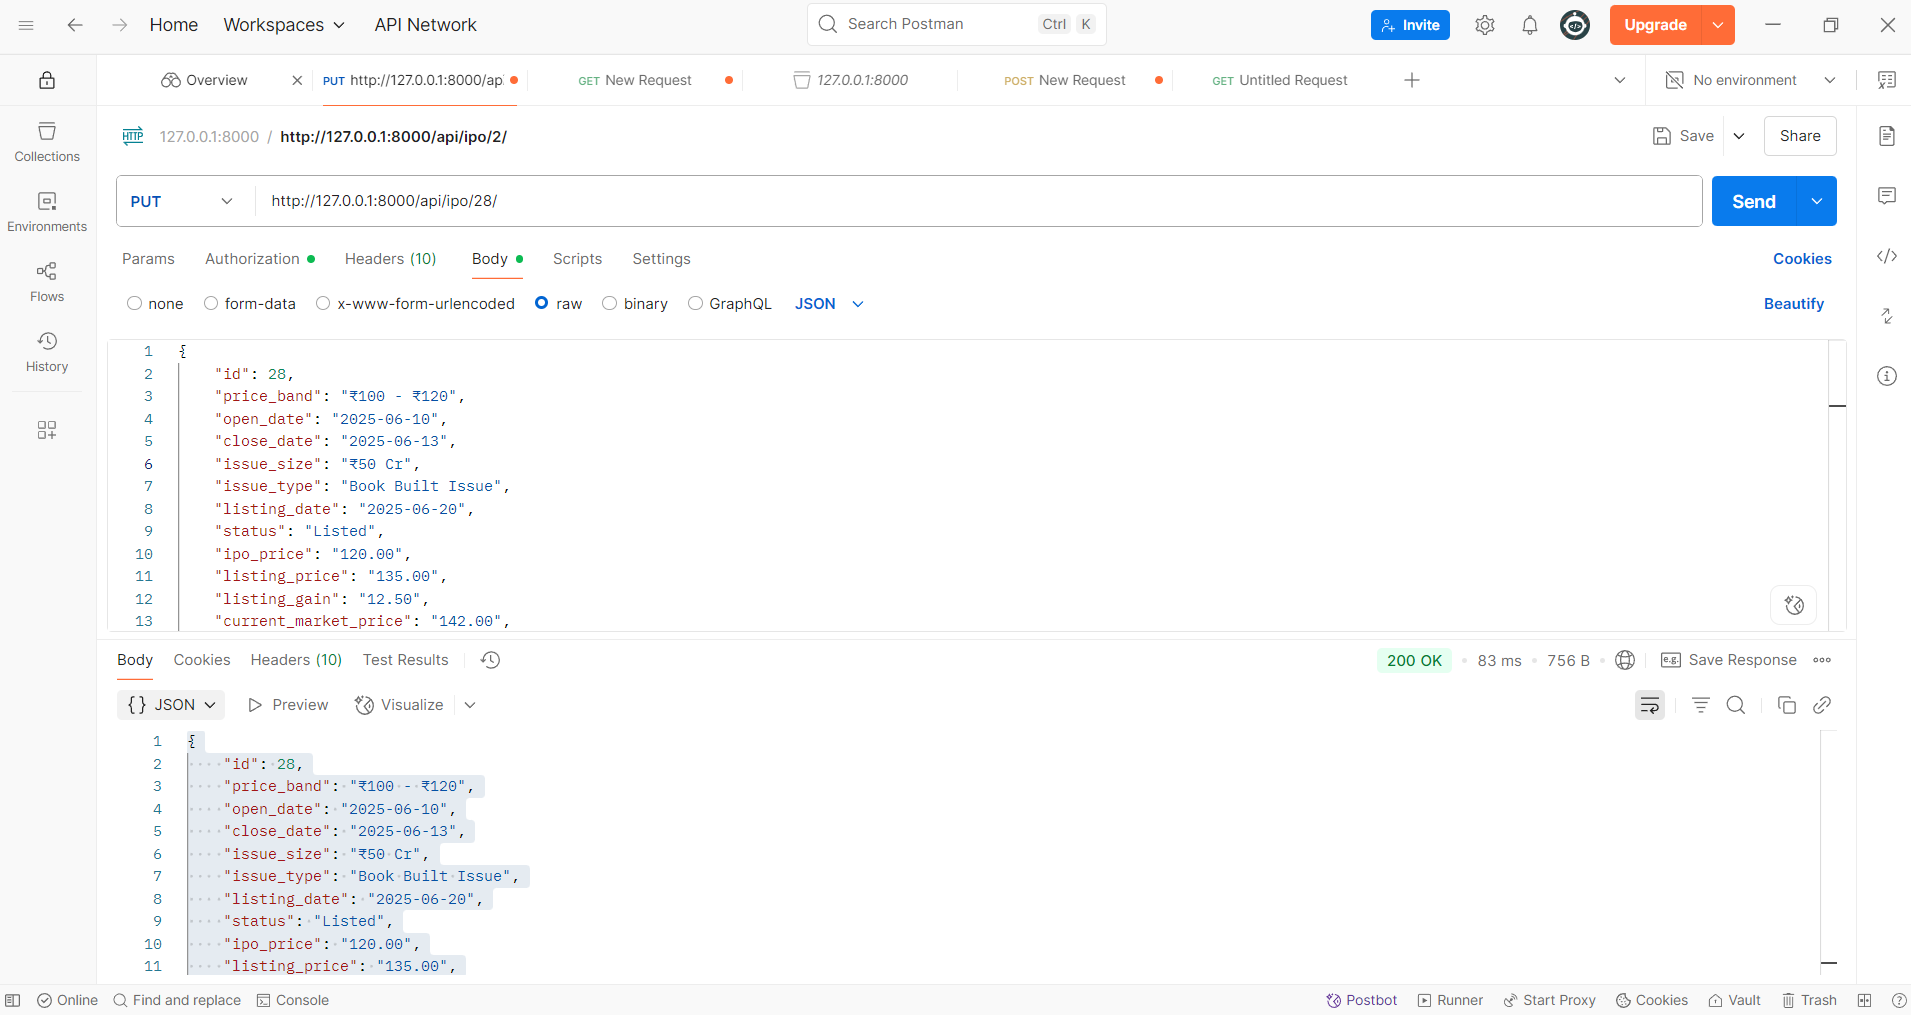 Home Workspaces API Network Search Postman Ctrl K Invite Upgrade
Overview PUT http://127.0.0.1:8000/ap GET New Request 127.0.0.1:8000 POST New Request GET Untitled Request No environment
HTTP 127.0.0.1:8000 / http://127.0.0.1:8000/api/ipo/2/ Save Share
Collections
Environments
Flows
History
PUT http://127.0.0.1:8000/api/ipo/28/ Send
Params Authorization Headers (10) Body Scripts Settings Cookies
none form-data x-www-form-urlencoded raw binary GraphQL JSON Beautify
1 {
2 "id": 28,
3 "price_band": "₹100 - ₹120",
4 "open_date": "2025-06-10",
5 "close_date": "2025-06-13",
6 "issue_size": "₹50 Cr",
7 "issue_type": "Book Built Issue",
8 "listing_date": "2025-06-20",
9 "status": "Listed",
10 "ipo_price": "120.00",
11 "listing_price": "135.00",
12 "listing_gain": "12.50",
13 "current_market_price": "142.00",
Body Cookies Headers (10) Test Results 200 OK 83 ms 756 B e.g. Save Response
{} JSON Preview Visualize
1 {
2 "id": 28,
3 "price_band": "₹100 - ₹120",
4 "open_date": "2025-06-10",
5 "close_date": "2025-06-13",
6 "issue_size": "₹50 Cr",
7 "issue_type": "Book Built Issue",
8 "listing_date": "2025-06-20",
9 "status": "Listed",
10 "ipo_price": "120.00",
11 "listing_price": "135.00",
Online Find and replace Console Postbot Runner Start Proxy Cookies Vault Trash